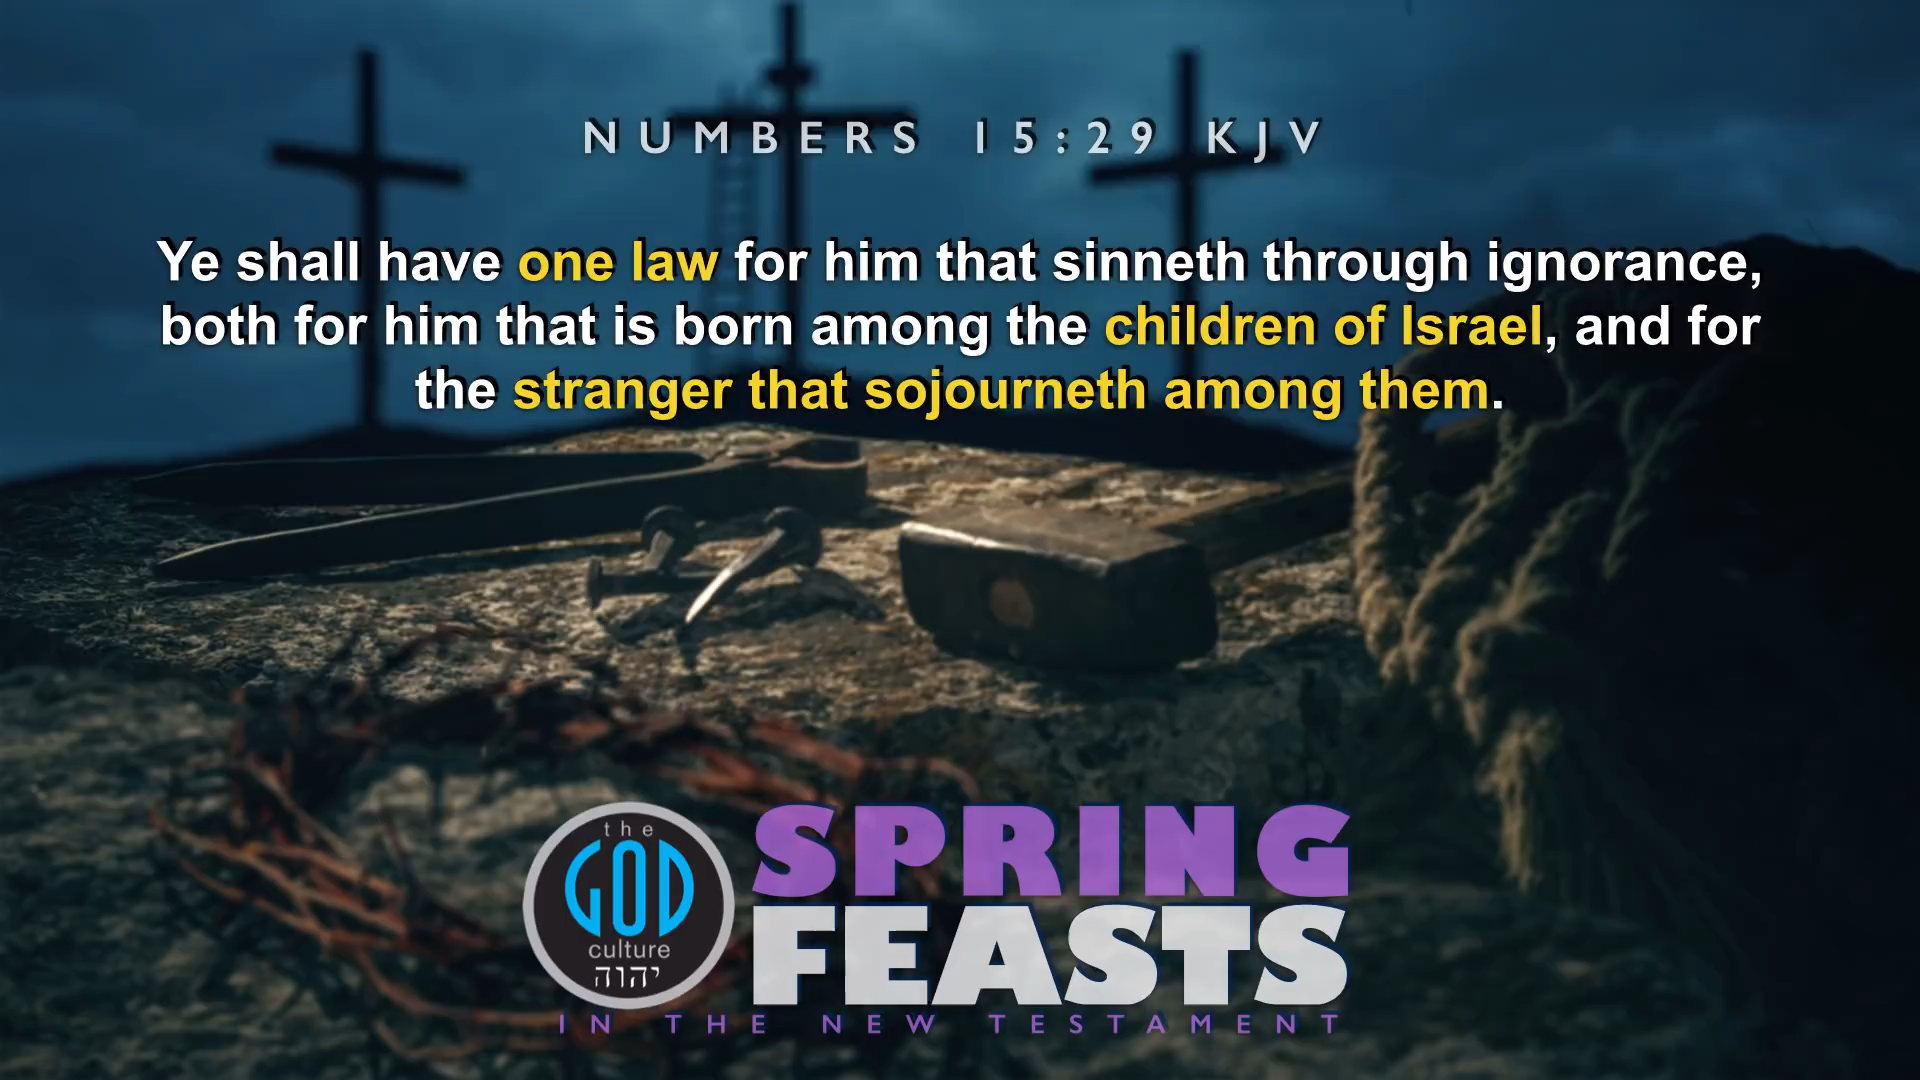 NUMBERS 15:29 KJV
Ye shall have one law for him that sinneth through ignorance,
both for him that is born among the children of Israel, and for
the stranger that sojourneth among them.
the
GOD
culture
יהוה
SPRING
FEASTS
IN THE NEW TESTAMENT